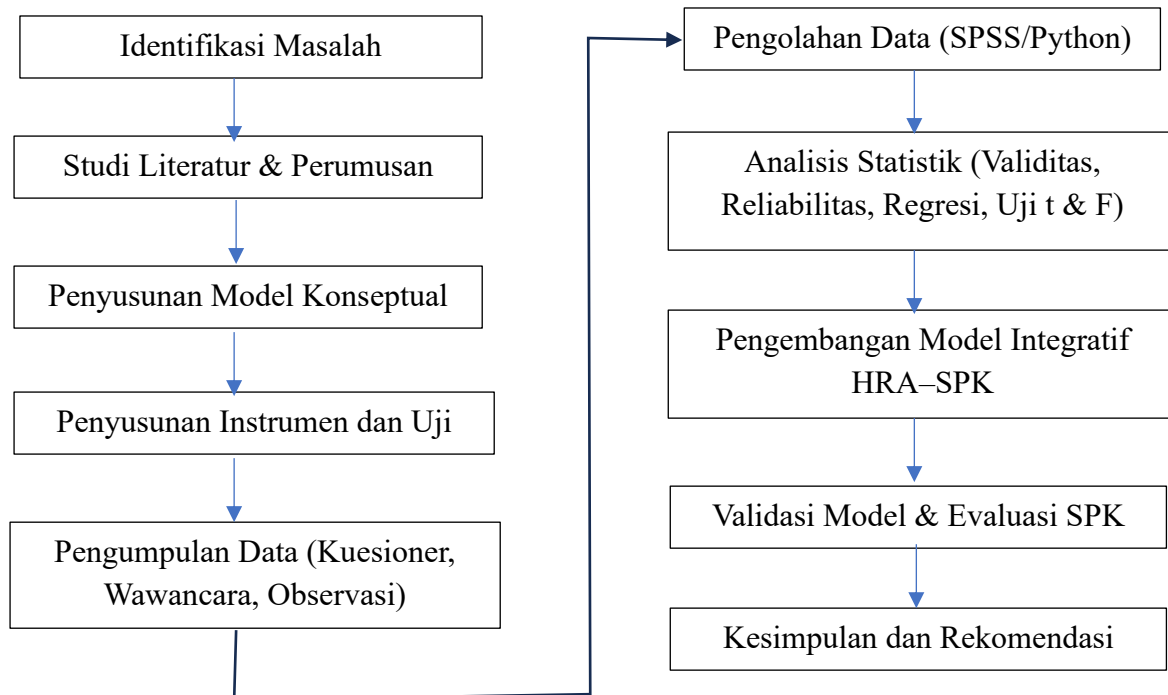 Identifikasi Masalah
Studi Literatur & Perumusan
Penyusunan Model Konseptual
Penyusunan Instrumen dan Uji
Pengumpulan Data (Kuesioner,
Wawancara, Observasi)
Pengolahan Data (SPSS/Python)
Analisis Statistik (Validitas,
Reliabilitas, Regresi, Uji t & F)
Pengembangan Model Integratif
HRA–SPK
Validasi Model & Evaluasi SPK
Kesimpulan dan Rekomendasi